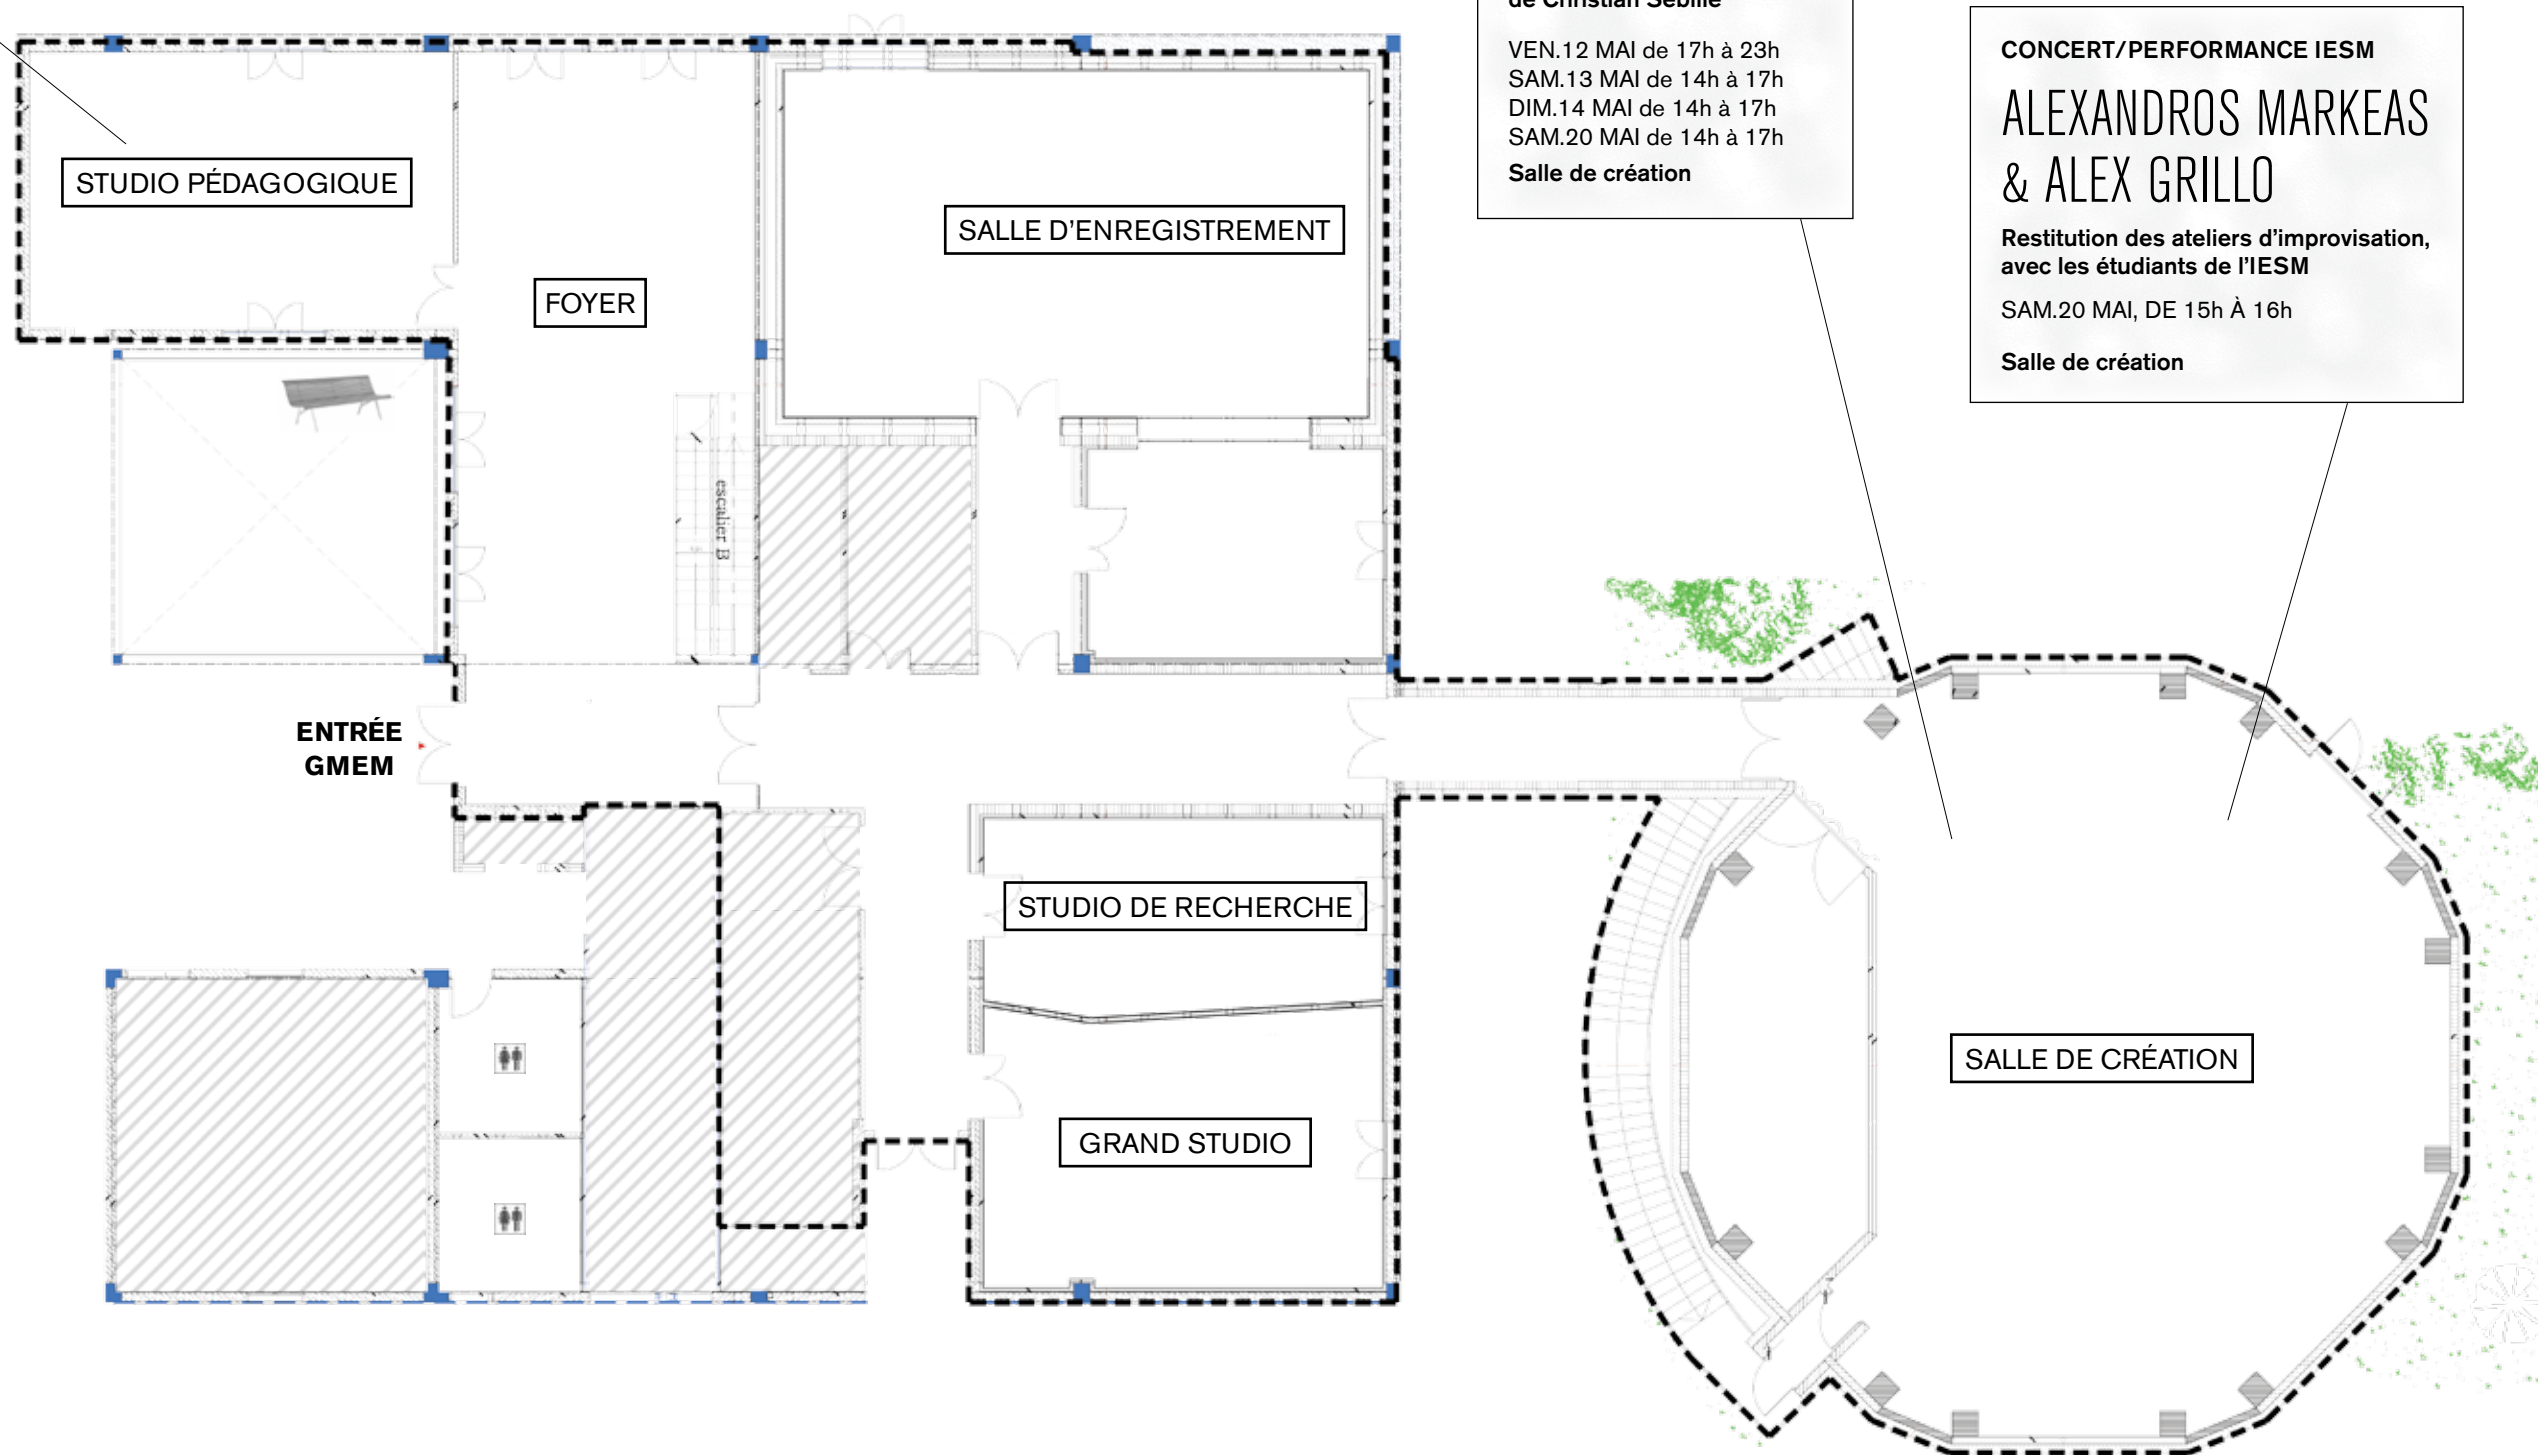 de Christian Sebille
VEN.12 MAI de 17h à 23h
SAM.13 MAI de 14h à 17h
DIM.14 MAI de 14h à 17h
SAM.20 MAI de 14h à 17h
Salle de création
CONCERT/PERFORMANCE IESM
ALEXANDROS MARKEAS
& ALEX GRILLO
Restitution des ateliers d'improvisation,
avec les étudiants de l'IESM
SAM.20 MAI, DE 15h À 16h
Salle de création
STUDIO PÉDAGOGIQUE
SALLE D'ENREGISTREMENT
FOYER
escalier B
ENTRÉE
GMEM
STUDIO DE RECHERCHE
GRAND STUDIO
SALLE DE CRÉATION